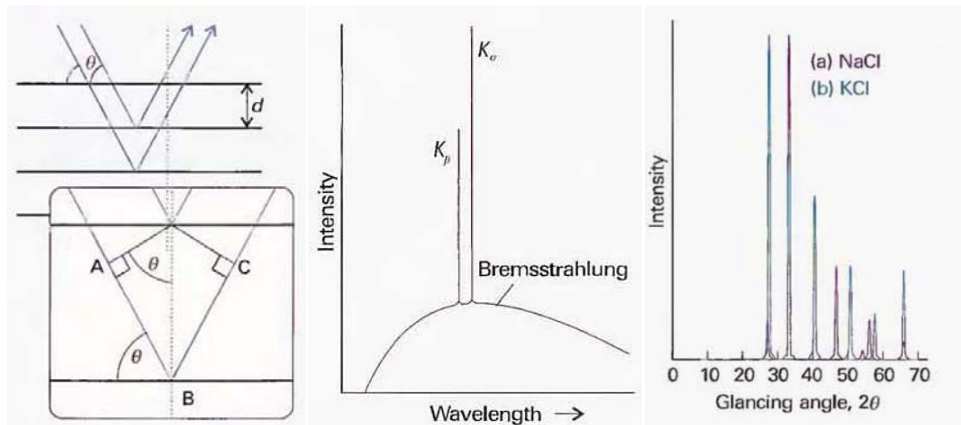 θ
d
A
θ
C
θ
B
Kα
Kβ
Bremsstrahlung
Intensity
Wavelength →
(a) NaCl
(b) KCl
Intensity
0 10 20 30 40 50 60 70
Glancing angle, 2θ